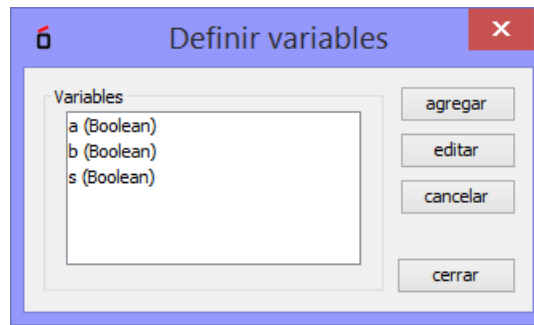 Definir variables
Variables
a (Boolean)
b (Boolean)
s (Boolean)
agregar
editar
cancelar
cerrar